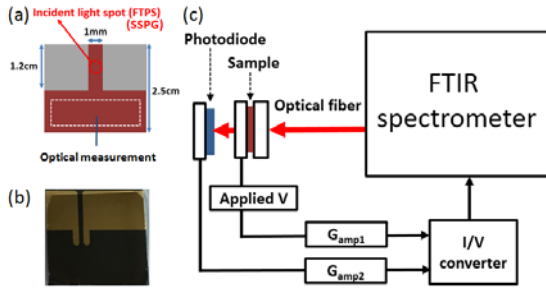 (a)
Incident light spot (FTPS)
(SSPG)
1mm
1.2cm
2.5cm
Optical measurement
(b)
(c)
Photodiode
Sample
Optical fiber
FTIR
spectrometer
Applied V
Gamp1
Gamp2
I/V
converter